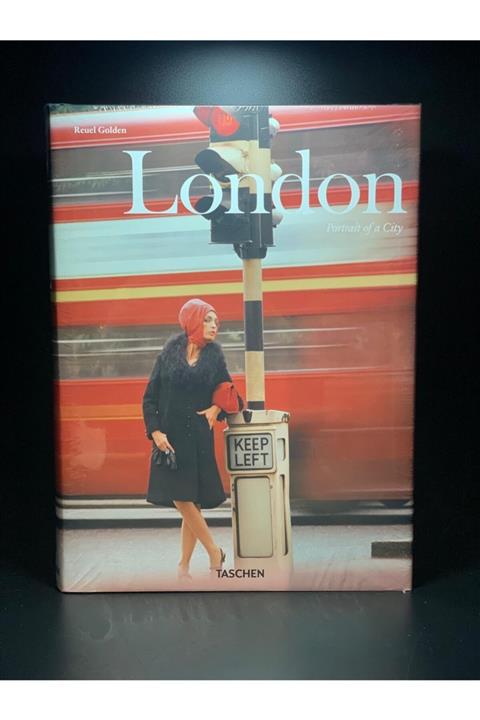 Reuel Golden
London
Portrait of a City
KEEP
LEFT
TASCHEN